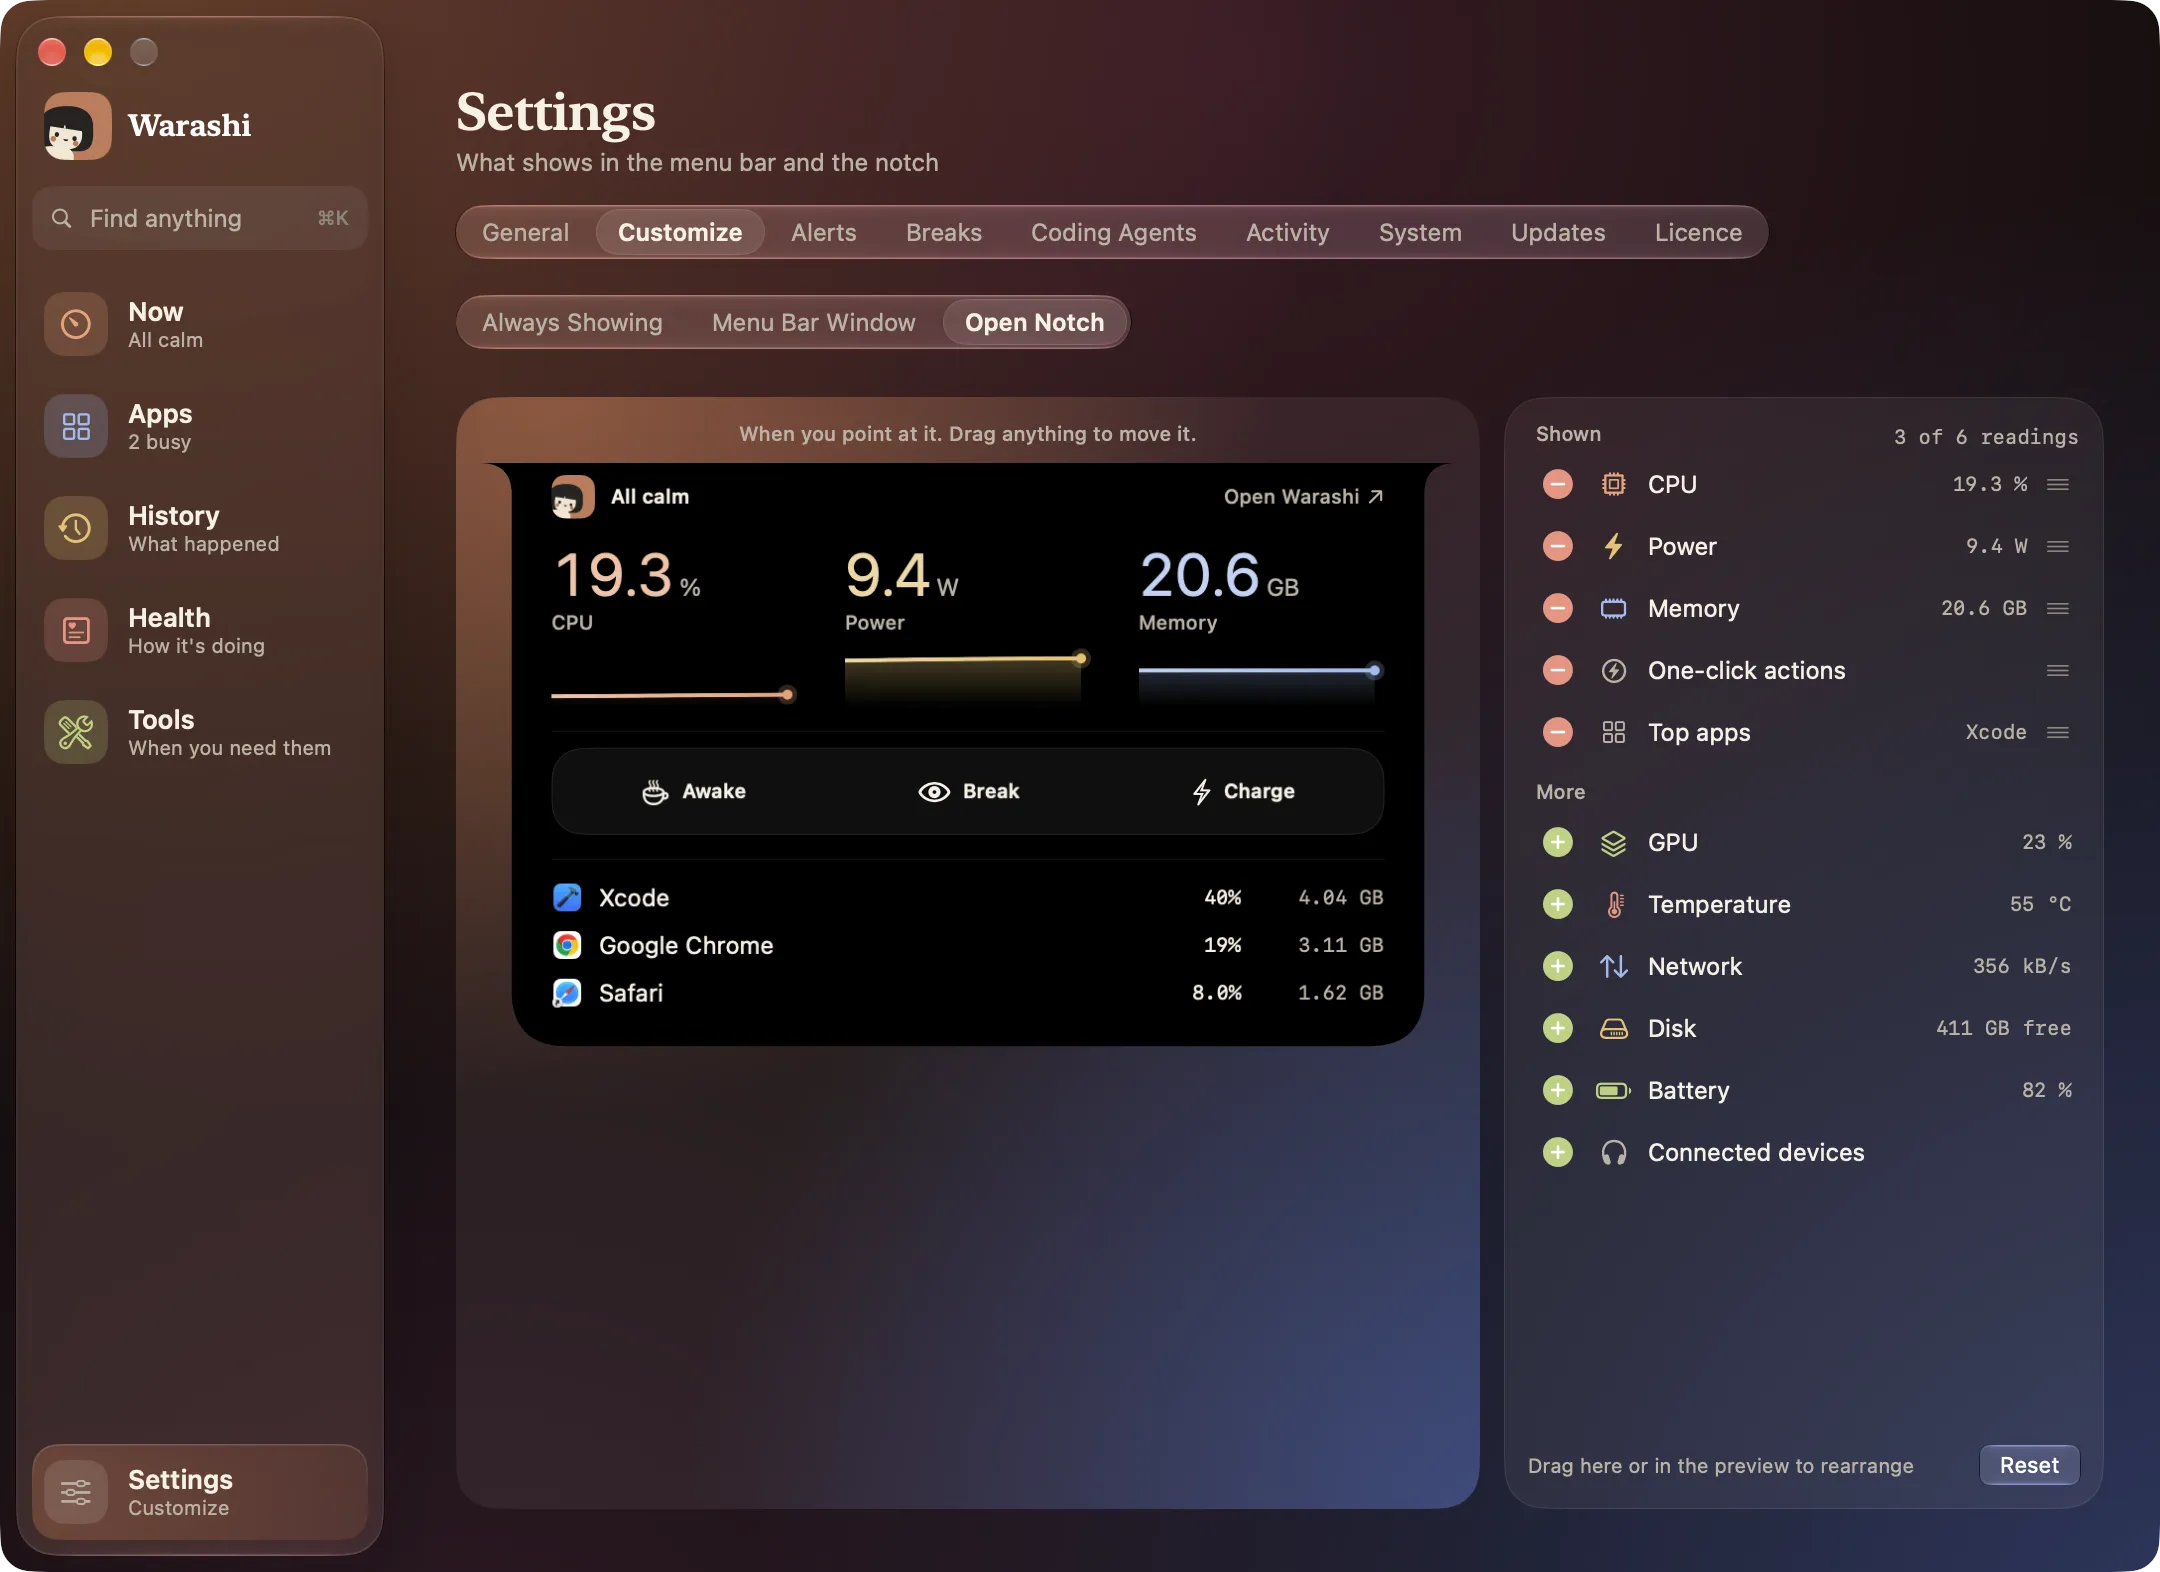 Warashi
Find anything ⌘K
Now
All calm
Apps
2 busy
History
What happened
Health
How it's doing
Tools
When you need them
Settings
Customize
Settings
What shows in the menu bar and the notch
General Customize Alerts Breaks Coding Agents Activity System Updates Licence
Always Showing Menu Bar Window Open Notch
When you point at it. Drag anything to move it.
All calm Open Warashi ↗
19.3 % 9.4 W 20.6 GB
CPU Power Memory
Awake Break Charge
Xcode 40% 4.04 GB
Google Chrome 19% 3.11 GB
Safari 8.0% 1.62 GB
Shown 3 of 6 readings
CPU 19.3 %
Power 9.4 W
Memory 20.6 GB
One-click actions
Top apps Xcode
More
GPU 23 %
Temperature 55 °C
Network 356 kB/s
Disk 411 GB free
Battery 82 %
Connected devices
Drag here or in the preview to rearrange Reset